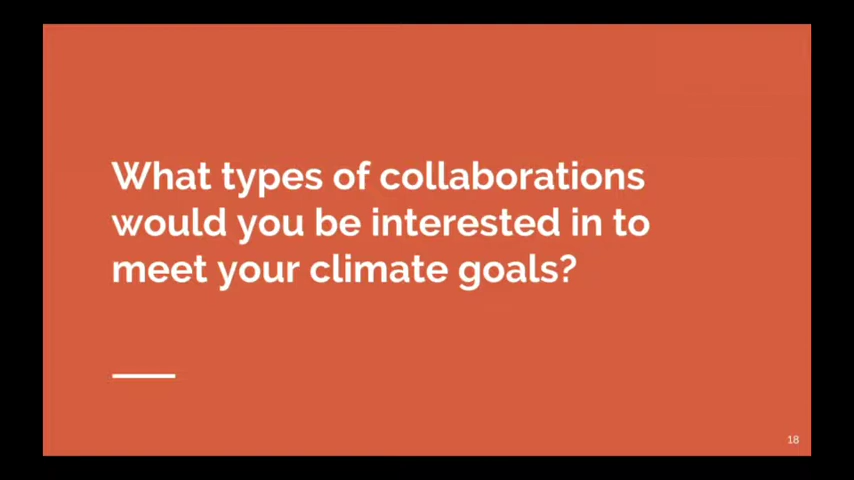 What types of collaborations
would you be interested in to
meet your climate goals?
18